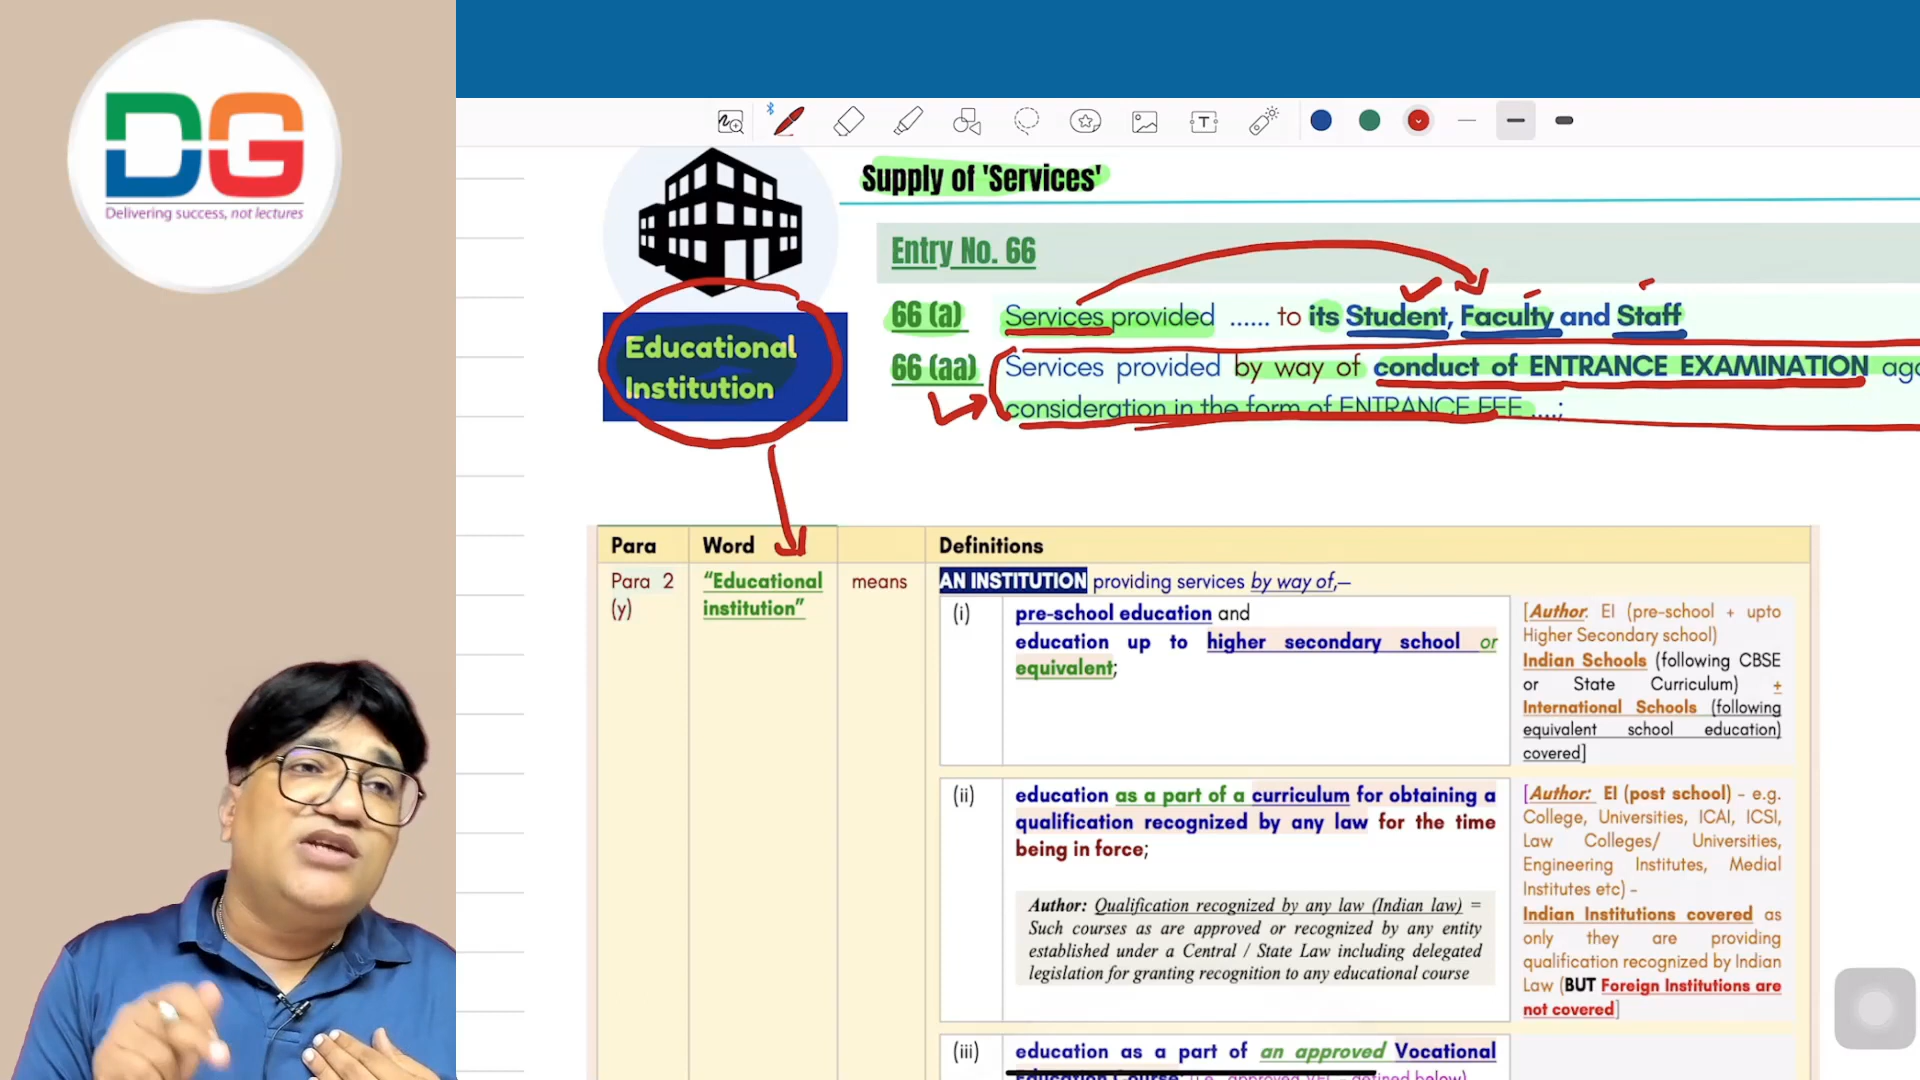 DG
Delivering success, not lectures
T
Supply of 'Services'
Entry No. 66
66 (a) Services provided ...... to its Student, Faculty and Staff
Educational
Institution
66 (aa) Services provided by way of conduct of ENTRANCE EXAMINATION aga
consideration in the form of ENTRANCE FEE ....;
Para Word Definitions
Para 2 “Educational means AN INSTITUTION providing services by way of,—
(y) institution”
(i) pre-school education and
education up to higher secondary school or
equivalent;
[Author. EI (pre-school + upto
Higher Secondary school)
Indian Schools (following CBSE
or State Curriculum) +
International Schools (following
equivalent school education)
covered]
(ii) education as a part of a curriculum for obtaining a
qualification recognized by any law for the time
being in force;
Author: Qualification recognized by any law (Indian law) =
Such courses as are approved or recognized by any entity
established under a Central / State Law including delegated
legislation for granting recognition to any educational course
[Author: EI (post school) - e.g.
College, Universities, ICAI, ICSI,
Law Colleges/ Universities,
Engineering Institutes, Medial
Institutes etc) -
Indian Institutions covered as
only they are providing
qualification recognized by Indian
Law (BUT Foreign Institutions are
not covered]
(iii) education as a part of an approved Vocational
Education Course; (i.e., approved VEC - defined below)